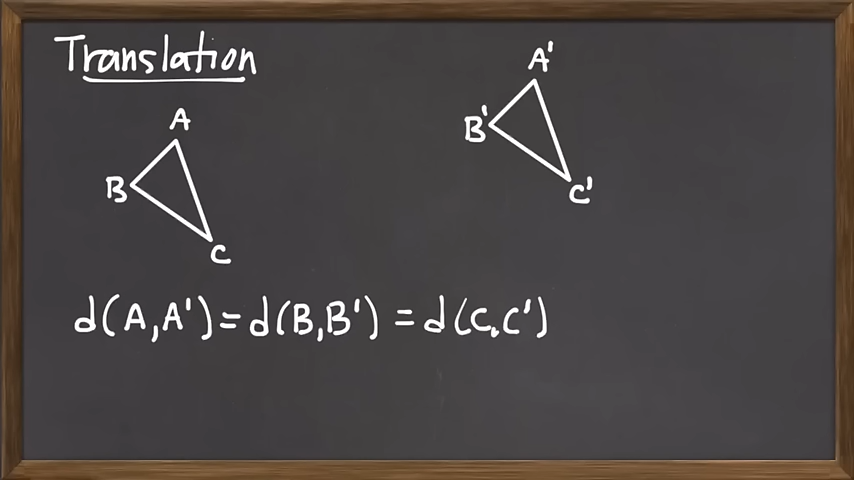 Translation
A'
A
B'
B
C'
C
d(A,A')=d(B,B')=d(C,C')